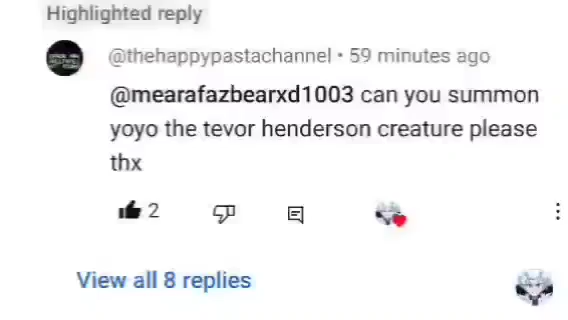 Highlighted reply
@thehappypastachannel • 59 minutes ago
@mearafazbearxd1003 can you summon
yoyo the tevor henderson creature please
thx
2
View all 8 replies